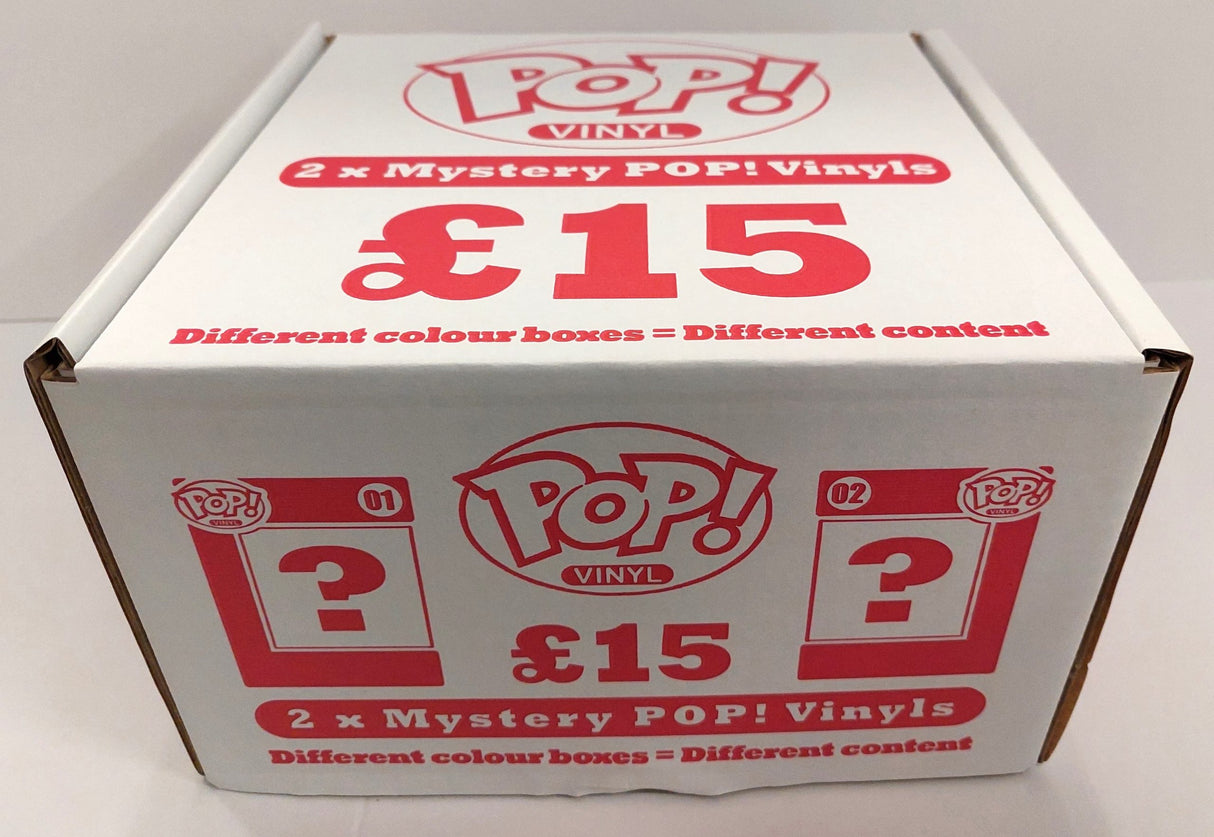 POP!
VINYL
2 x Mystery POP! Vinyls
£15
Different colour boxes = Different content
POP!
VINYL
01
?
POP!
VINYL
02
POP!
VINYL
?
£15
2 x Mystery POP! Vinyls
Different colour boxes = Different content